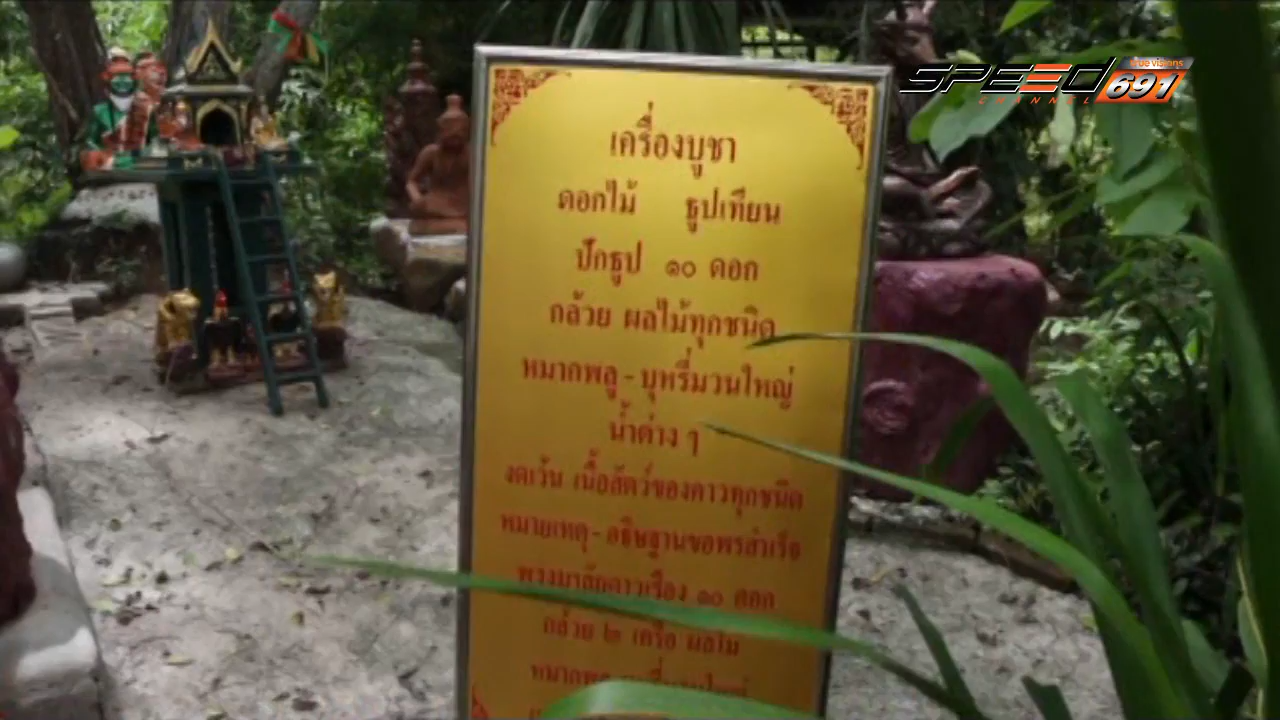 true visions
SPEED 691
CHANNEL
เครื่องบูชา
ดอกไม้ ธูปเทียน
ปักธูป ๑๐ ดอก
กล้วย ผลไม้ทุกชนิด
หมากพลู - บุหรี่มวนใหญ่
น้ำต่าง ๆ
งดเว้น เนื้อสัตว์ของคาวทุกชนิด
หมายเหตุ - อธิษฐานขอพรสำเร็จ
พวงมาลัยดาวเรือง ๑๐ ดอก
กล้วย ๒ เครือ ผลไม้